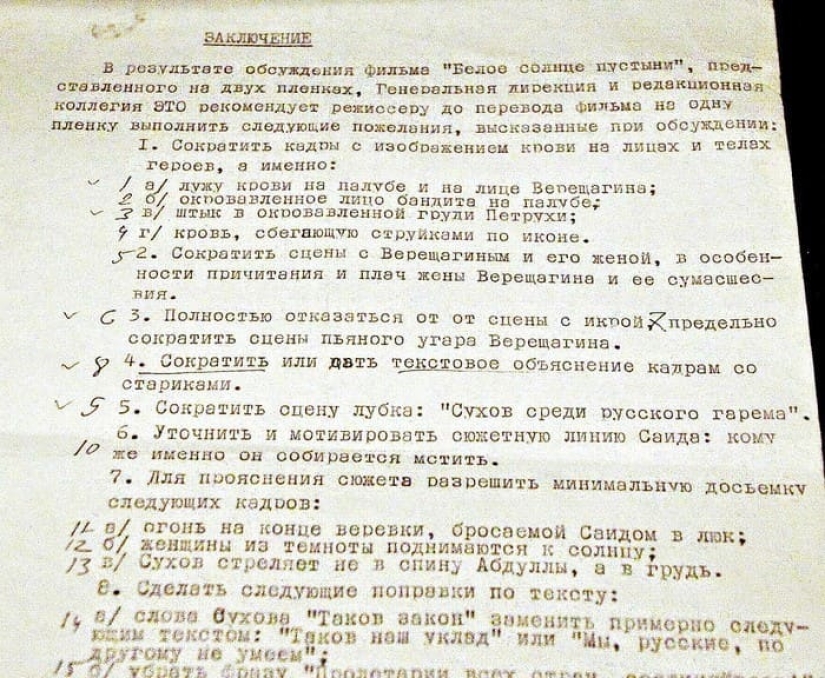 ЗАКЛЮЧЕНИЕ
В результате обсуждения фильма "Белое солнце пустыни", пред-
ставленного на двух пленках, Генеральная дирекция и редакционная
коллегия ЭТО рекомендует режиссеру до перевода фильма на одну
пленку выполнить следующие пожелания, высказанные при обсуждении:
I. Сократить кадры с изображением крови на лицах и телах
героев, а именно:
✓ 1 а/ лужу крови на палубе и на лице Верещагина;
2 б/ окровавленное лицо бандита на палубе;
✓ 3 в/ штык в окровавленной груди Петрухи;
4 г/ кровь, сбегающую струйками по иконе.
5 2. Сократить сцены с Верещагиным и его женой, в особен-
ности причитания и плач жены Верещагина и ее сумасшес-
вия.
✓ 6 3. Полностью отказаться от от сцены с икрой, 7 предельно
сократить сцены пьяного угара Верещагина.
✓ 8 4. Сократить или дать текстовое объяснение кадрам со
стариками.
✓ 9 5. Сократить сцену лубка: "Сухов среди русского гарема".
6. Уточнить и мотивировать сюжетную линию Саида: кому
10 же именно он собирается мстить.
7. Для прояснения сюжета разрешить минимальную досьемку
следующих кадров:
11 а/ огонь на конце веревки, бросаемой Саидом в люк;
12 б/ женщины из темноты поднимаются к солнцу;
13 в/ Сухов стреляет не в спину Абдуллы, а в грудь.
8. Сделать следующие поправки по тексту:
14 а/ слова Сухова "Таков закон" заменить примерно следу-
ющим текстом: "Таков наш уклад" или "Мы, русские, по
другому не умеем";
15 б/ убрать фразу "Пролетарии всех стран,